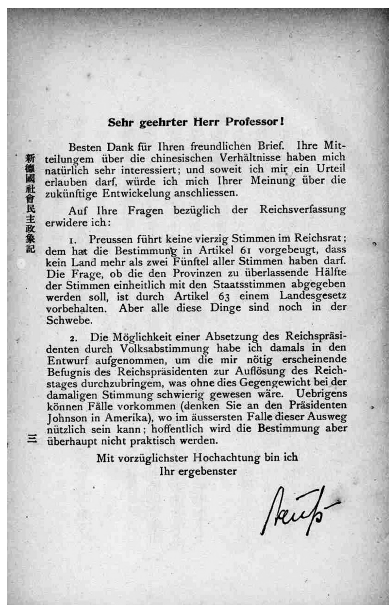 Sehr geehrter Herr Professor!
Besten Dank für Ihren freundlichen Brief. Ihre Mit-
teilungem über die chinesischen Verhältnisse haben mich
natürlich sehr interessiert; und soweit ich mir ein Urteil
erlauben darf, würde ich mich Ihrer Meinung über die
zukünftige Entwickelung anschliessen.
Auf Ihre Fragen bezüglich der Reichsverfassung
erwidere ich:
1. Preussen führt keine vierzig Stimmen im Reichsrat;
dem hat die Bestimmung in Artikel 61 vorgebeugt, dass
kein Land mehr als zwei Fünftel aller Stimmen haben darf.
Die Frage, ob die den Provinzen zu überlassende Hälfte
der Stimmen einheitlich mit den Staatsstimmen abgegeben
werden soll, ist durch Artikel 63 einem Landesgesetz
vorbehalten. Aber alle diese Dinge sind noch in der
Schwebe.
2. Die Möglichkeit einer Absetzung des Reichspräsi-
denten durch Volksabstimmung habe ich damals in den
Entwurf aufgenommen, um die mir nötig erscheinende
Befugnis des Reichspräsidenten zur Auflösung des Reich-
stages durchzubringem, was ohne dies Gegengewicht bei der
damaligen Stimmung schwierig gewesen wäre. Uebrigens
können Fälle vorkommen (denken Sie an den Präsidenten
Johnson in Amerika), wo im äussersten Falle dieser Ausweg
nützlich sein kann; hoffentlich wird die Bestimmung aber
überhaupt nicht praktisch werden.
Mit vorzüglichster Hochachtung bin ich
Ihr ergebenster
新德國社會民主政象記
三